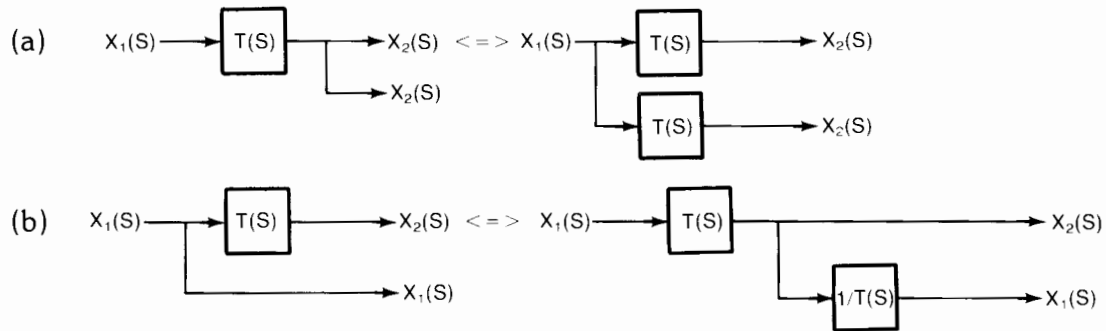 (a) X₁(S) T(S) X₂(S) <=> X₁(S) T(S) X₂(S)
X₂(S)
T(S) X₂(S)
(b) X₁(S) T(S) X₂(S) <=> X₁(S) T(S) X₂(S)
X₁(S) 1/T(S) X₁(S)